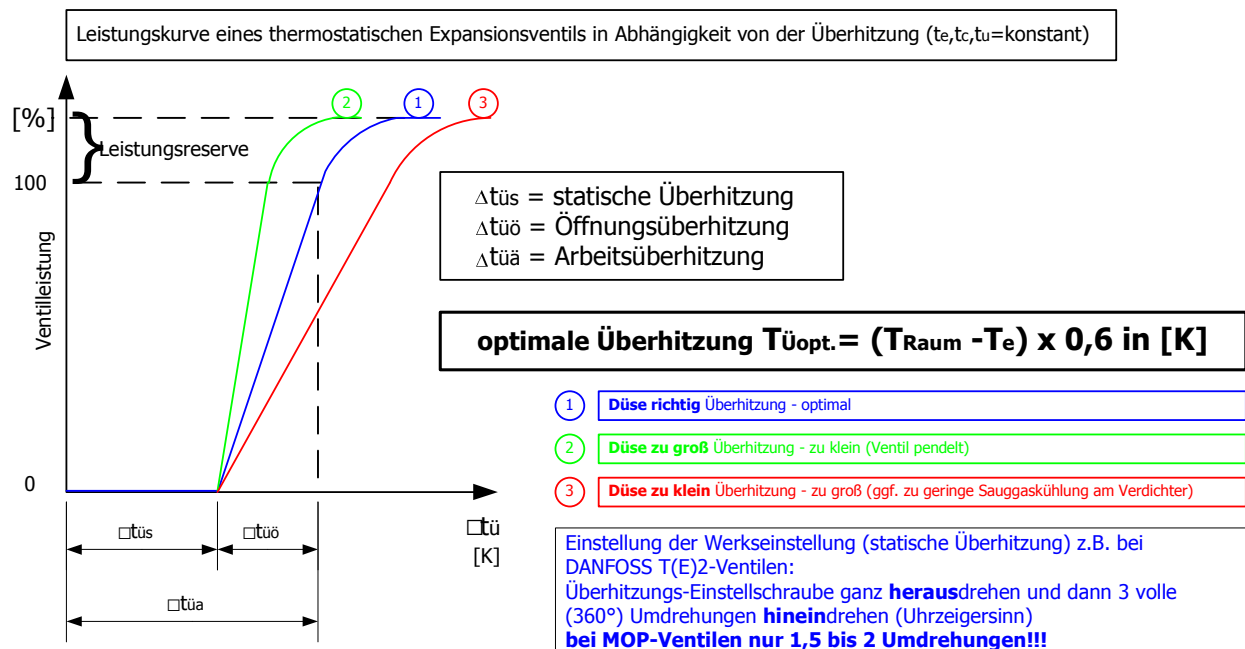 Leistungskurve eines thermostatischen Expansionsventils in Abhängigkeit von der Überhitzung (te,tc,tu=konstant)
[%]
2
1
3
Leistungsreserve
100
Ventilleistung
0
Δtüs = statische Überhitzung
Δtüö = Öffnungsüberhitzung
Δtüä = Arbeitsüberhitzung
optimale Überhitzung TÜopt.= (TRaum -Te) x 0,6 in [K]
1 Düse richtig Überhitzung - optimal
2 Düse zu groß Überhitzung - zu klein (Ventil pendelt)
3 Düse zu klein Überhitzung - zu groß (ggf. zu geringe Sauggaskühlung am Verdichter)
□tü
[K]
□tüs
□tüö
□tüa
Einstellung der Werkseinstellung (statische Überhitzung) z.B. bei
DANFOSS T(E)2-Ventilen:
Überhitzungs-Einstellschraube ganz herausdrehen und dann 3 volle
(360°) Umdrehungen hineindrehen (Uhrzeigersinn)
bei MOP-Ventilen nur 1,5 bis 2 Umdrehungen!!!